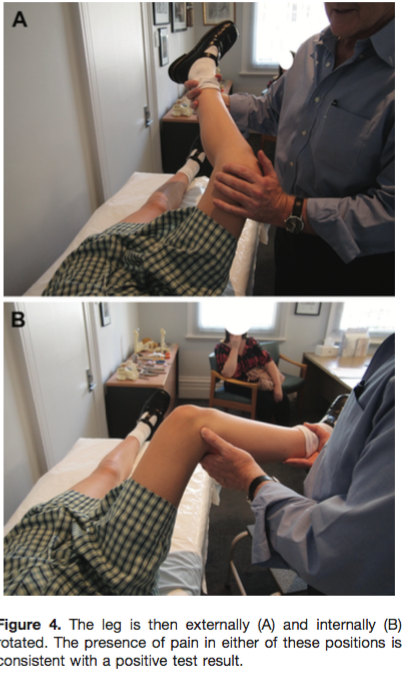 A
B
Figure 4. The leg is then externally (A) and internally (B)
rotated. The presence of pain in either of these positions is
consistent with a positive test result.